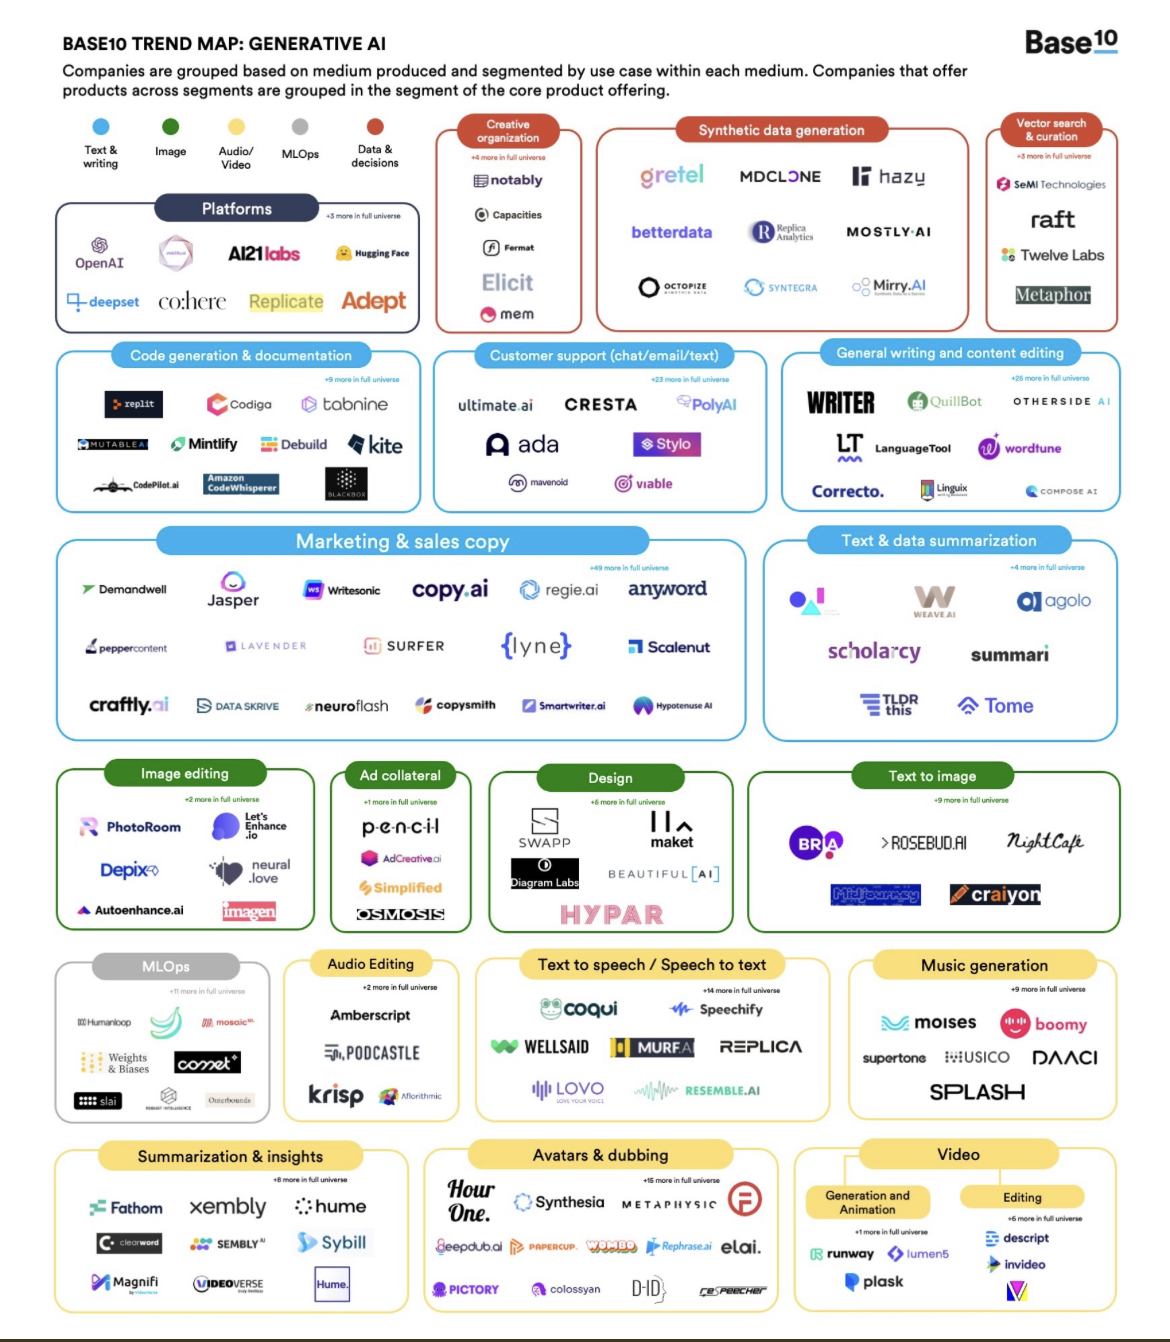 BASE10 TREND MAP: GENERATIVE AI
Base10
Companies are grouped based on medium produced and segmented by use case within each medium. Companies that offer
products across segments are grouped in the segment of the core product offering.
Text &
writing
Image
Audio/
Video
MLOps
Data &
decisions
Platforms
+3 more in full universe
OpenAI
AI21labs
Hugging Face
deepset
co:here
Replicate
Adept
Creative
organization
+4 more in full universe
notably
Capacities
Fermat
Elicit
mem
Synthetic data generation
gretel
MDCLONE
hazy
betterdata
Replica
Analytics
MOSTLY·AI
OCTOPIZE
SYNTEGRA
Mirry.AI
Vector search
& curation
+3 more in full universe
SeMI Technologies
raft
Twelve Labs
Metaphor
Code generation & documentation
+9 more in full universe
replit
Codiga
tabnine
MUTABLEAI
Mintlify
Debuild
kite
CodePilot.ai
Amazon
CodeWhisperer
BLACKBOX
Customer support (chat/email/text)
+23 more in full universe
ultimate.ai
CRESTA
PolyAI
ada
Stylo
mavenoid
viable
General writing and content editing
+26 more in full universe
WRITER
QuillBot
OTHERSIDE AI
LT
LanguageTool
wordtune
Correcto.
Linguix
COMPOSE AI
Marketing & sales copy
+49 more in full universe
Demandwell
Jasper
WS
Writesonic
copy.ai
regie.ai
anyword
peppercontent
LAVENDER
SURFER
{lyne}
Scalenut
craftly.ai
DATA SKRIVE
#neuroflash
copysmith
Smartwriter.ai
Hypotenuse AI
Text & data summarization
+4 more in full universe
WEAVE.AI
agolo
scholarcy
summari
TLDR
this
Tome
Image editing
+2 more in full universe
PhotoRoom
Let's
Enhance
.io
Depix
neural
.love
Autoenhance.ai
imagen
Ad collateral
+1 more in full universe
p·e·n·c·i·l
AdCreative.ai
Simplified
OSMOSIS
Design
+6 more in full universe
SWAPP
maket
Diagram Labs
BEAUTIFUL[AI]
HYPAR
Text to image
+9 more in full universe
BRIA
>ROSEBUD.AI
NightCafe
Midjourney
craiyon
MLOps
+11 more in full universe
Humanloop
mosaicML
Weights
& Biases
comet
slai
ROBUST INTELLIGENCE
Outerbounds
Audio Editing
+2 more in full universe
Amberscript
PODCASTLE
krisp
Aflorithmic
Text to speech / Speech to text
+14 more in full universe
coqui
Speechify
WELLSAID
MURF.AI
REPLICA
LOVO
LOVE YOUR VOICE
RESEMBLE.AI
Music generation
+9 more in full universe
moises
boomy
supertone
MUSICO
DAACI
SPLASH
Summarization & insights
+8 more in full universe
Fathom
xembly
hume
clearword
SEMBLY AI
Sybill
Magnifi
VIDEOVERSE
Hume.
Avatars & dubbing
+15 more in full universe
Hour
One.
Synthesia
METAPHYSIC
deepdub.ai
PAPERCUP
WOMBO
Rephrase.ai
elai.
PICTORY
colossyan
D-ID
RESPEECHER
Video
Generation and
Animation
+1 more in full universe
runway
lumen5
plask
Editing
+6 more in full universe
descript
invideo